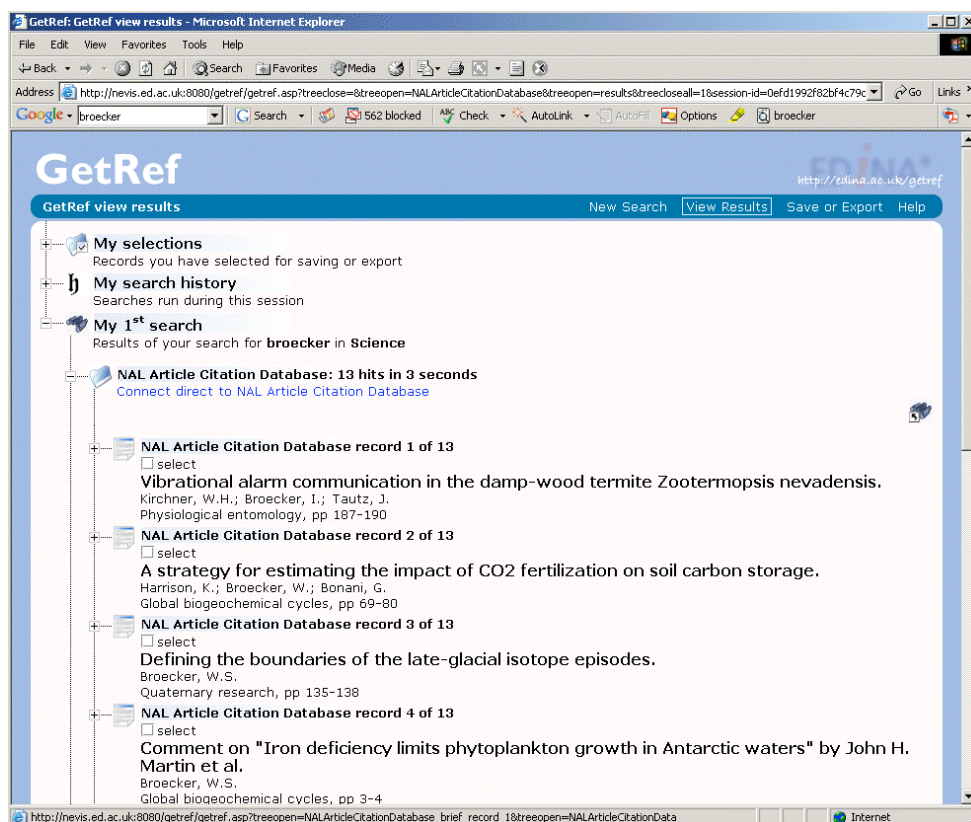 GetRef: GetRef view results - Microsoft Internet Explorer
File Edit View Favorites Tools Help
Back Search Favorites Media
Address http://nevis.ed.ac.uk:8080/getref/getref.asp?treeclose=&treeopen=NALArticleCitationDatabase&treeopen=results&treecloseall=1&session-id=0efd1992f82bf4c79c Go Links »
Google broecker Search 562 blocked ABC Check AutoLink AutoFill Options broecker
GetRef
EDINA
http://edina.ac.uk/getref
GetRef view results New Search View Results Save or Export Help
My selections
Records you have selected for saving or export
My search history
Searches run during this session
My 1st search
Results of your search for broecker in Science
NAL Article Citation Database: 13 hits in 3 seconds
Connect direct to NAL Article Citation Database
NAL Article Citation Database record 1 of 13
select
Vibrational alarm communication in the damp-wood termite Zootermopsis nevadensis.
Kirchner, W.H.; Broecker, I.; Tautz, J.
Physiological entomology, pp 187-190
NAL Article Citation Database record 2 of 13
select
A strategy for estimating the impact of CO2 fertilization on soil carbon storage.
Harrison, K.; Broecker, W.; Bonani, G.
Global biogeochemical cycles, pp 69-80
NAL Article Citation Database record 3 of 13
select
Defining the boundaries of the late-glacial isotope episodes.
Broecker, W.S.
Quaternary research, pp 135-138
NAL Article Citation Database record 4 of 13
select
Comment on "Iron deficiency limits phytoplankton growth in Antarctic waters" by John H.
Martin et al.
Broecker, W.S.
Global biogeochemical cycles, pp 3-4
http://nevis.ed.ac.uk:8080/getref/getref.asp?treeopen=NALArticleCitationDatabase_brief_record_1&treeopen=NALArticleCitationData Internet